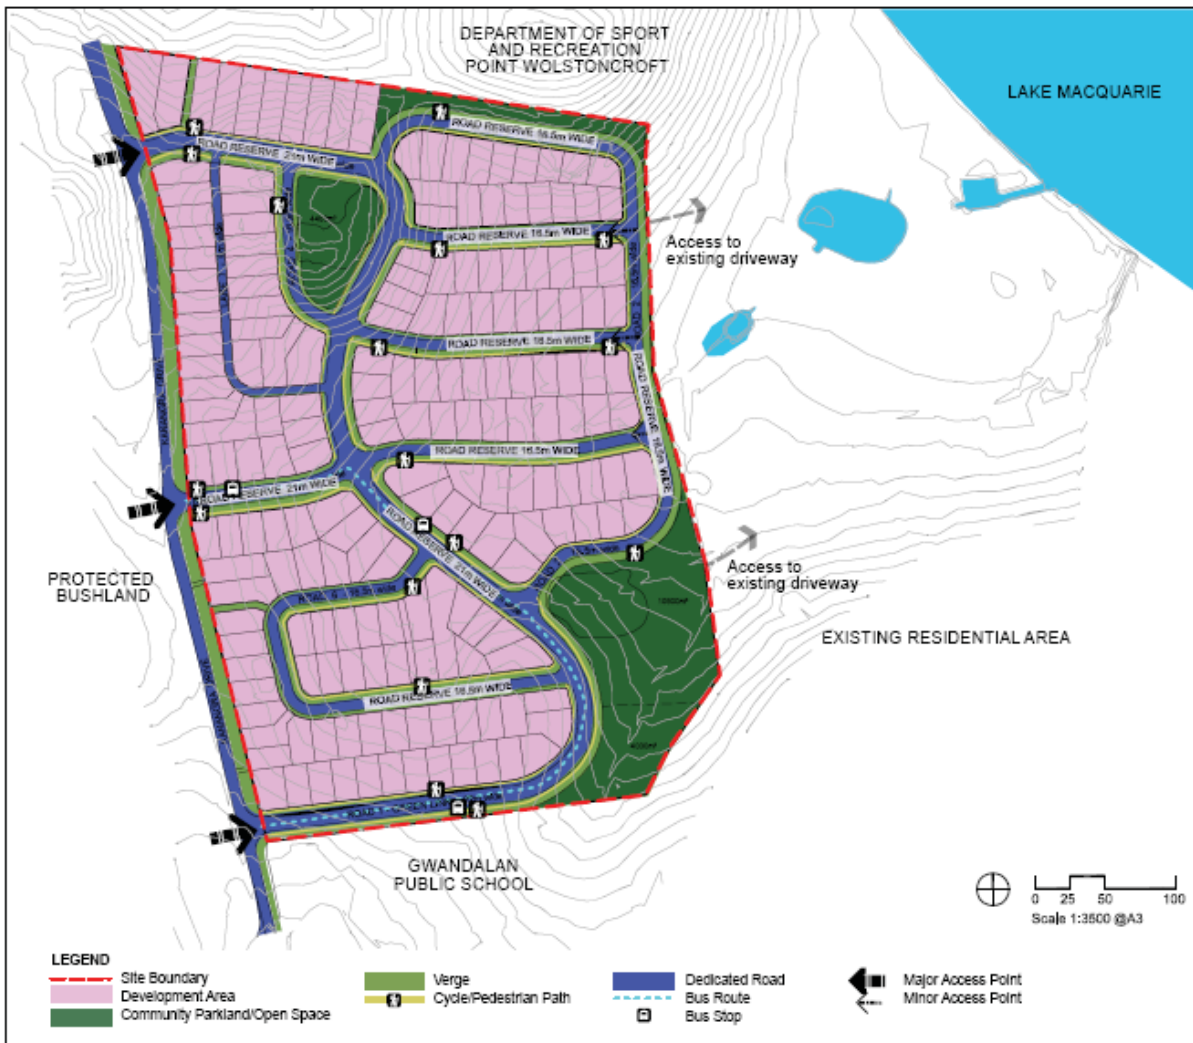 DEPARTMENT OF SPORT
AND RECREATION
POINT WOLSTONCROFT
LAKE MACQUARIE
ROAD RESERVE 16.5m WIDE
ROAD RESERVE 21m WIDE
ROAD RESERVE 16.5m WIDE
Access to
existing driveway
ROAD RESERVE 16.5m WIDE
ROAD RESERVE 16.5m WIDE
ROAD RESERVE 16.5m WIDE
ROAD RESERVE 21m WIDE
ROAD RESERVE 21m WIDE
Access to
existing driveway
PROTECTED
BUSHLAND
EXISTING RESIDENTIAL AREA
ROAD RESERVE 16.5m WIDE
GWANDALAN
PUBLIC SCHOOL
0 25 50 100
Scale 1:3500 @A3
LEGEND
Site Boundary
Development Area
Community Parkland/Open Space
Verge
Cycle/Pedestrian Path
Dedicated Road
Bus Route
Bus Stop
Major Access Point
Minor Access Point